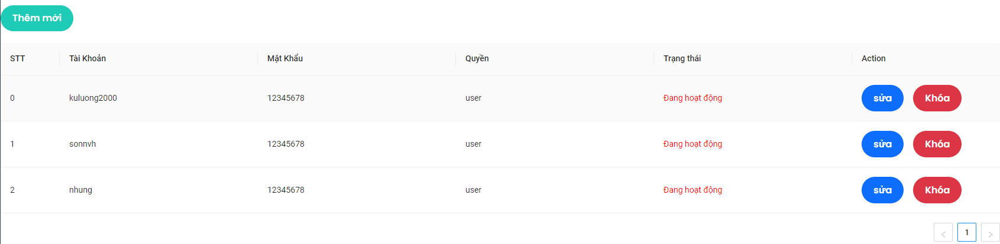 Thêm mới
STT Tài Khoản Mật Khẩu Quyền Trạng thái Action
0 kuluong2000 12345678 user Đang hoạt động sửa Khóa
1 sonnvh 12345678 user Đang hoạt động sửa Khóa
2 nhung 12345678 user Đang hoạt động sửa Khóa
< 1 >